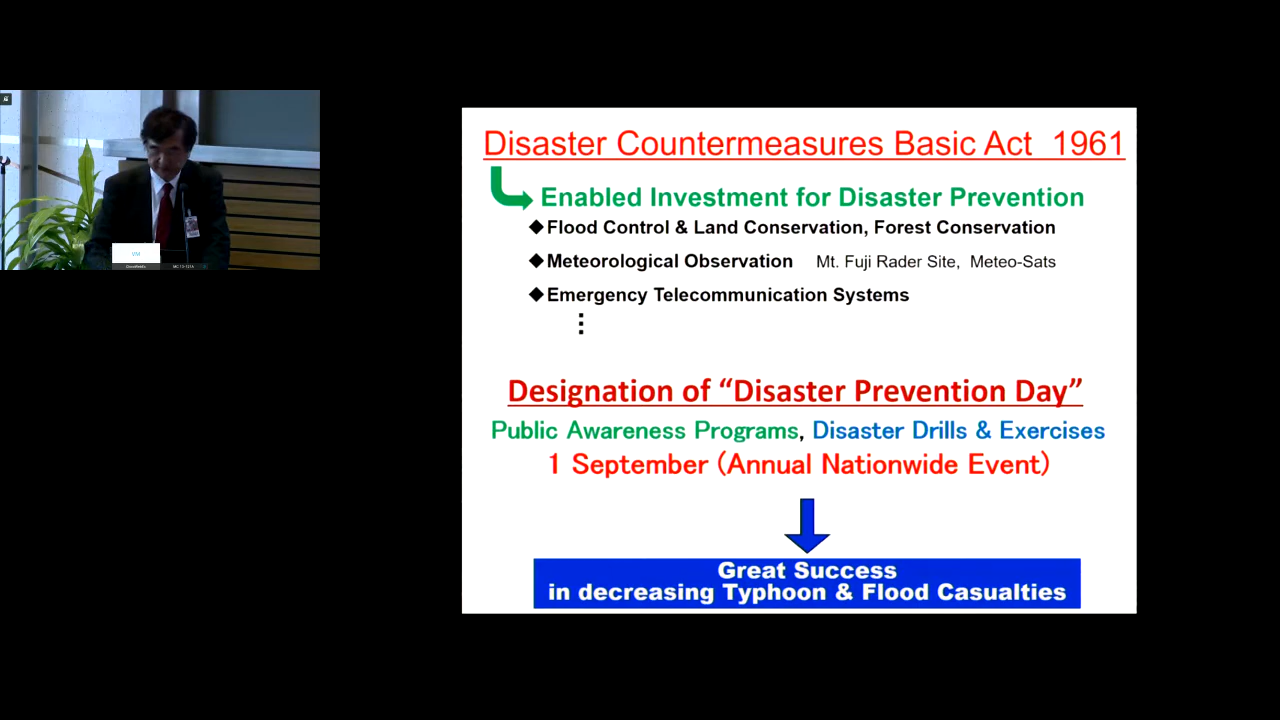 Disaster Countermeasures Basic Act 1961
Enabled Investment for Disaster Prevention
◆Flood Control & Land Conservation, Forest Conservation
◆Meteorological Observation Mt. Fuji Rader Site, Meteo-Sats
◆Emergency Telecommunication Systems
⋮
Designation of “Disaster Prevention Day”
Public Awareness Programs, Disaster Drills & Exercises
1 September (Annual Nationwide Event)
Great Success
in decreasing Typhoon & Flood Casualties
VM